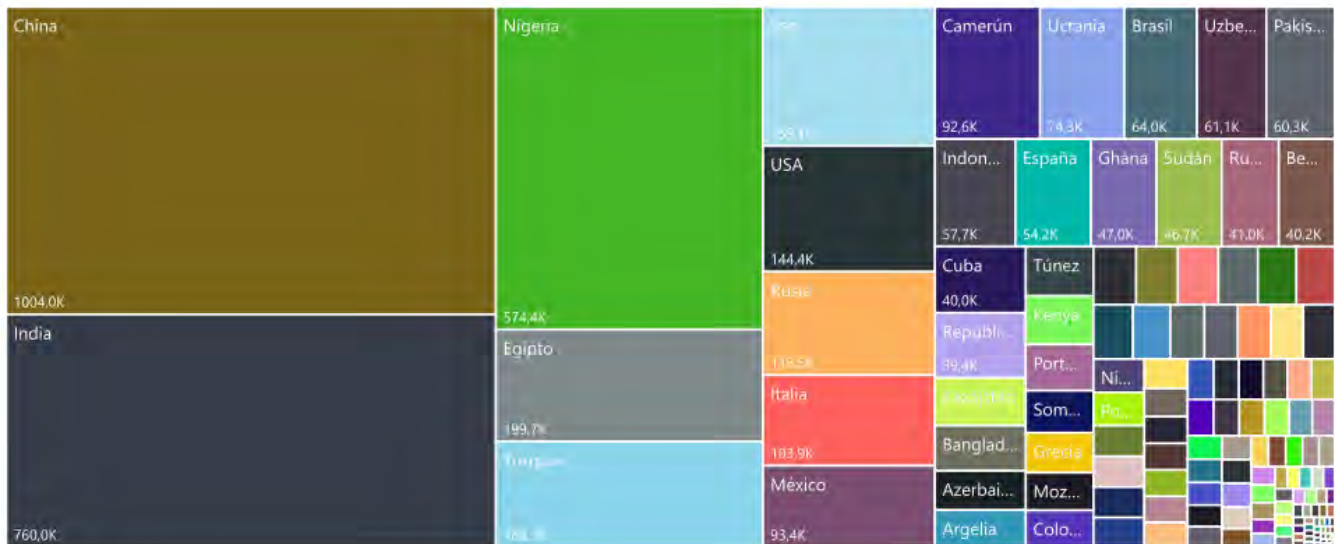 China
1004,0K
India
760,0K
Nigeria
574,4K
Egipto
199,7K
Turquía
USA
144,4K
Rusia
Italia
103,9K
México
93,4K
Camerún
92,6K
Ucrania
74,3K
Brasil
64,0K
Uzbe...
61,1K
Pakis...
60,3K
Indon...
57,7K
España
54,2K
Ghana
47,0K
Sudán
46,7K
Ru...
41,0K
Be...
40,2K
Cuba
40,0K
Republi...
39,4K
Banglad...
Azerbai...
Argelia
Túnez
Kenya
Port...
Som...
Grecia
Moz...
Colo...
Ni...
Po...